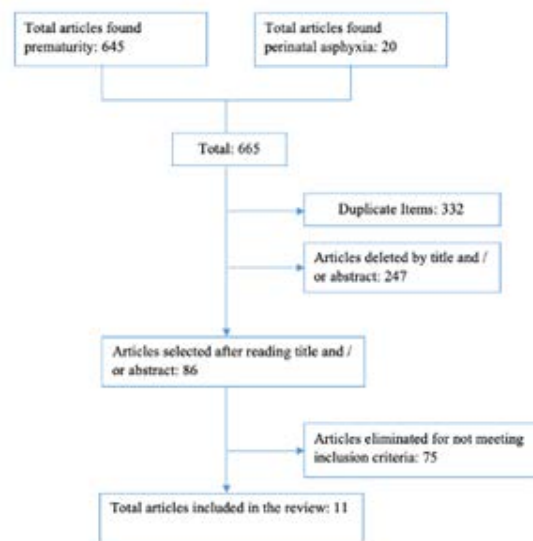 Total articles found
prematurity: 645
Total articles found
perinatal asphyxia: 20
Total: 665
Duplicate Items: 332
Articles deleted by title and /
or abstract: 247
Articles selected after reading title and /
or abstract: 86
Articles eliminated for not meeting
inclusion criteria: 75
Total articles included in the review: 11